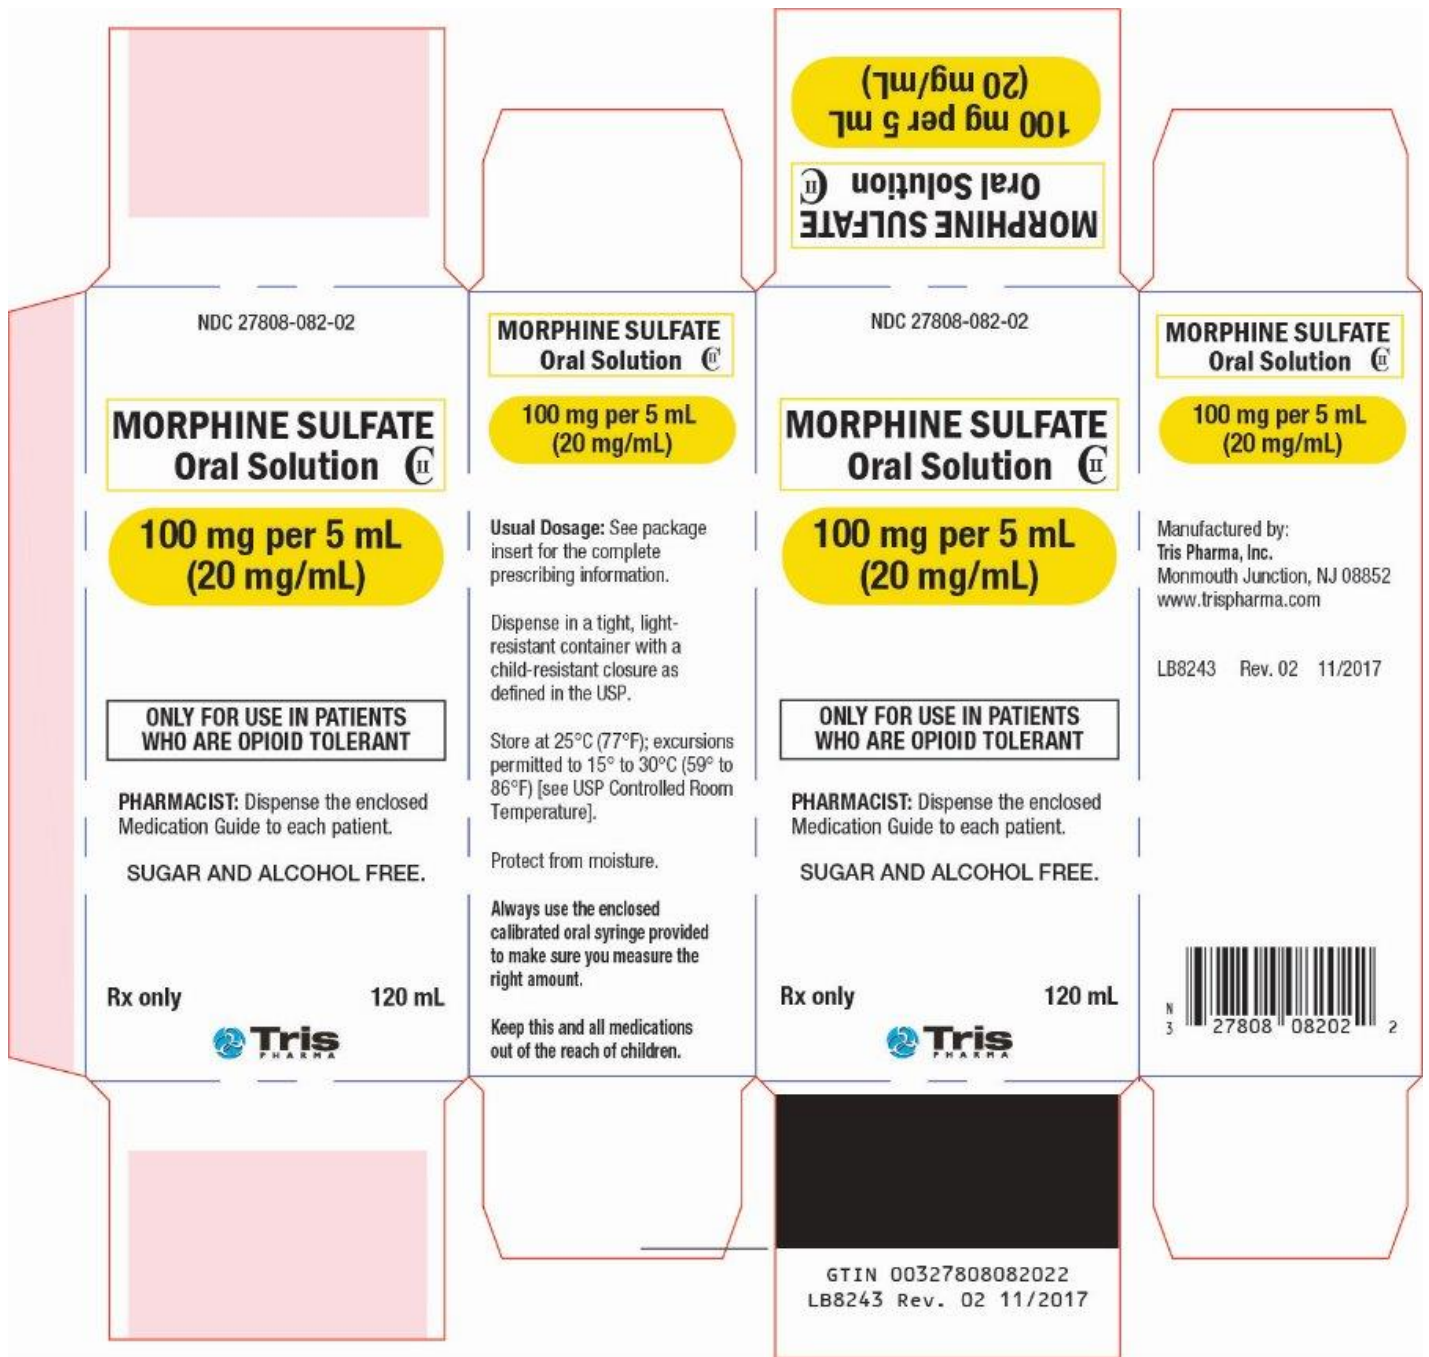 100 mg per 5 mL
(20 mg/mL)
MORPHINE SULFATE
Oral Solution CII
NDC 27808-082-02
MORPHINE SULFATE
Oral Solution CII
100 mg per 5 mL
(20 mg/mL)
ONLY FOR USE IN PATIENTS
WHO ARE OPIOID TOLERANT
PHARMACIST: Dispense the enclosed
Medication Guide to each patient.
SUGAR AND ALCOHOL FREE.
Rx only 120 mL
Tris
PHARMA
MORPHINE SULFATE
Oral Solution CII
100 mg per 5 mL
(20 mg/mL)
Usual Dosage: See package
insert for the complete
prescribing information.
Dispense in a tight, light-
resistant container with a
child-resistant closure as
defined in the USP.
Store at 25°C (77°F); excursions
permitted to 15° to 30°C (59° to
86°F) [see USP Controlled Room
Temperature].
Protect from moisture.
Always use the enclosed
calibrated oral syringe provided
to make sure you measure the
right amount.
Keep this and all medications
out of the reach of children.
NDC 27808-082-02
MORPHINE SULFATE
Oral Solution CII
100 mg per 5 mL
(20 mg/mL)
ONLY FOR USE IN PATIENTS
WHO ARE OPIOID TOLERANT
PHARMACIST: Dispense the enclosed
Medication Guide to each patient.
SUGAR AND ALCOHOL FREE.
Rx only 120 mL
Tris
PHARMA
MORPHINE SULFATE
Oral Solution CII
100 mg per 5 mL
(20 mg/mL)
Manufactured by:
Tris Pharma, Inc.
Monmouth Junction, NJ 08852
www.trispharma.com
LB8243 Rev. 02 11/2017
N
3 27808 08202 2
GTIN 00327808082022
LB8243 Rev. 02 11/2017